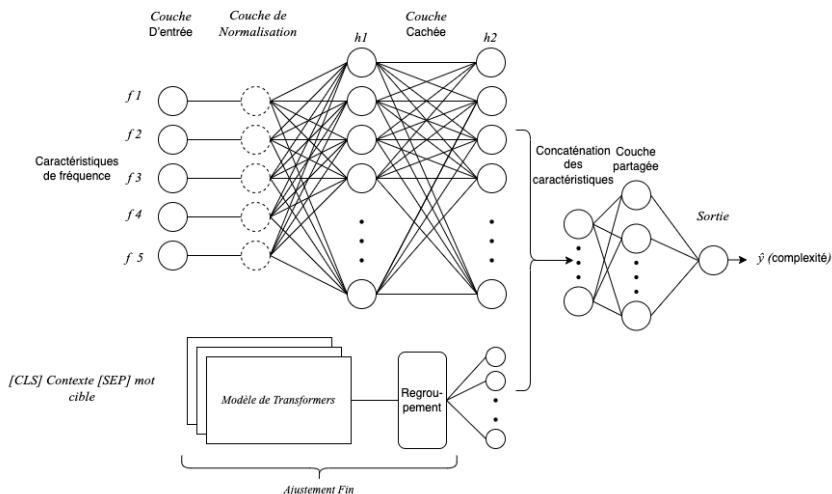 Couche
D'entrée
Couche de
Normalisation
Couche
Cachée
h1
h2
f 1
f 2
f 3
f 4
f 5
Caractéristiques
de fréquence
Concaténation
des
caractéristiques
Couche
partagée
Sortie
ŷ (complexité)
[CLS] Contexte [SEP] mot
cible
Modèle de Transformers
Regrou-
pement
Ajustement Fin